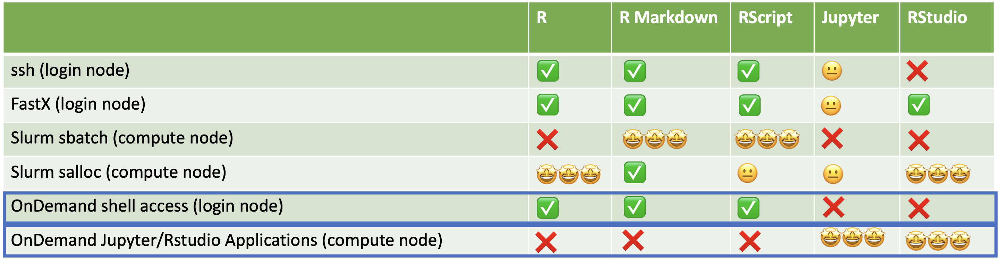 R R Markdown RScript Jupyter RStudio
ssh (login node) ✅ ✅ ✅ 😐 ❌
FastX (login node) ✅ ✅ ✅ 😐 ✅
Slurm sbatch (compute node) ❌ 🤩🤩🤩 🤩🤩🤩 ❌ ❌
Slurm salloc (compute node) 🤩🤩🤩 ✅ 😐 😐 🤩🤩🤩
OnDemand shell access (login node) ✅ ✅ ✅ ❌ ❌
OnDemand Jupyter/Rstudio Applications (compute node) ❌ ❌ ❌ 🤩🤩🤩 🤩🤩🤩